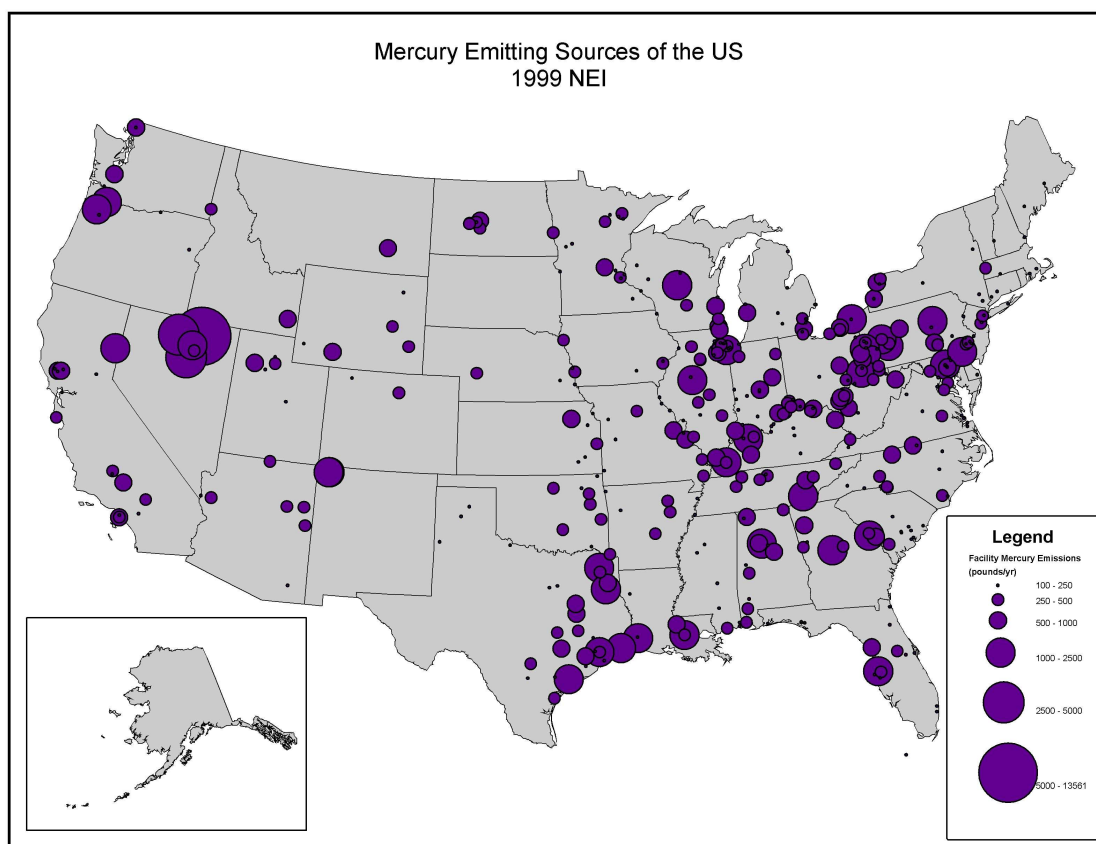 Mercury Emitting Sources of the US
1999 NEI
Legend
Facility Mercury Emissions
(pounds/yr)
100 - 250
250 - 500
500 - 1000
1000 - 2500
2500 - 5000
5000 - 13561